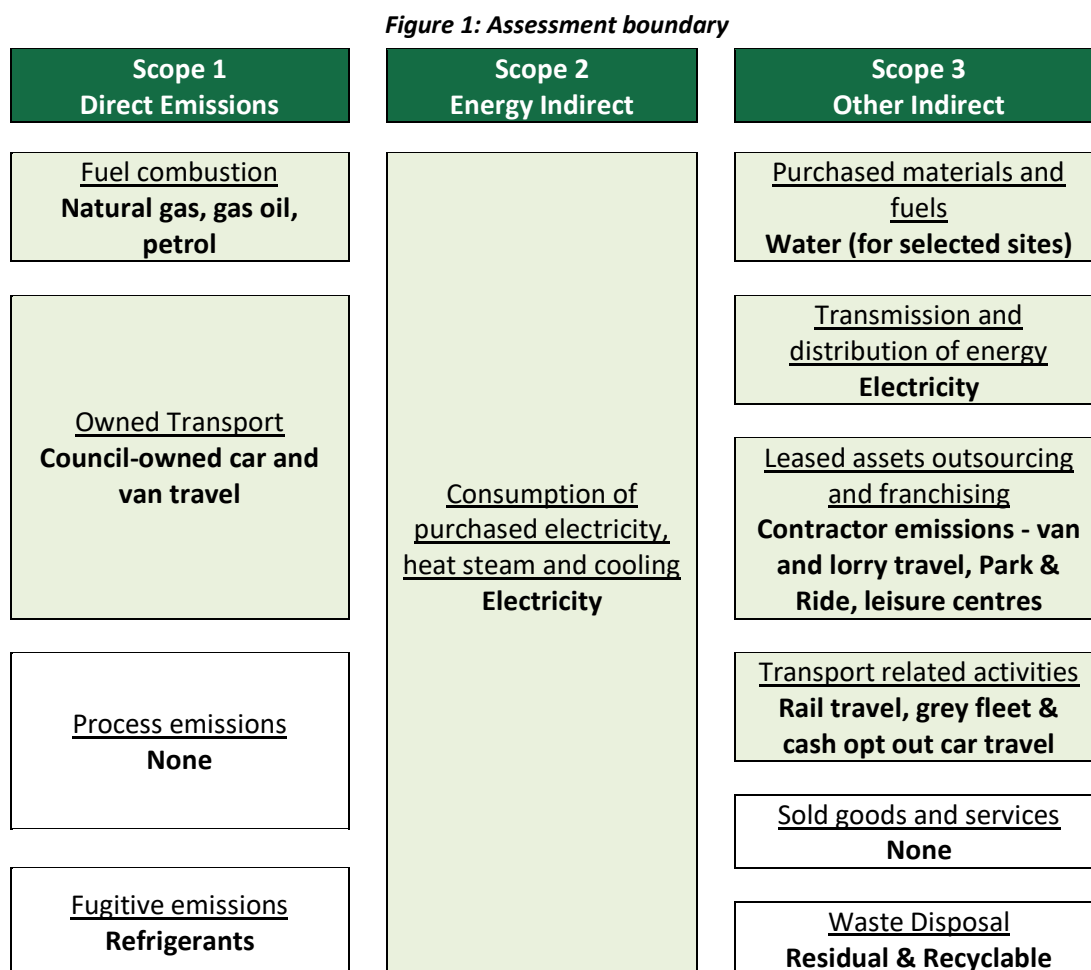 Figure 1: Assessment boundary
Scope 1
Direct Emissions
Fuel combustion
Natural gas, gas oil,
petrol
Owned Transport
Council-owned car and
van travel
Process emissions
None
Fugitive emissions
Refrigerants
Scope 2
Energy Indirect
Consumption of
purchased electricity,
heat steam and cooling
Electricity
Scope 3
Other Indirect
Purchased materials and
fuels
Water (for selected sites)
Transmission and
distribution of energy
Electricity
Leased assets outsourcing
and franchising
Contractor emissions - van
and lorry travel, Park &
Ride, leisure centres
Transport related activities
Rail travel, grey fleet &
cash opt out car travel
Sold goods and services
None
Waste Disposal
Residual & Recyclable